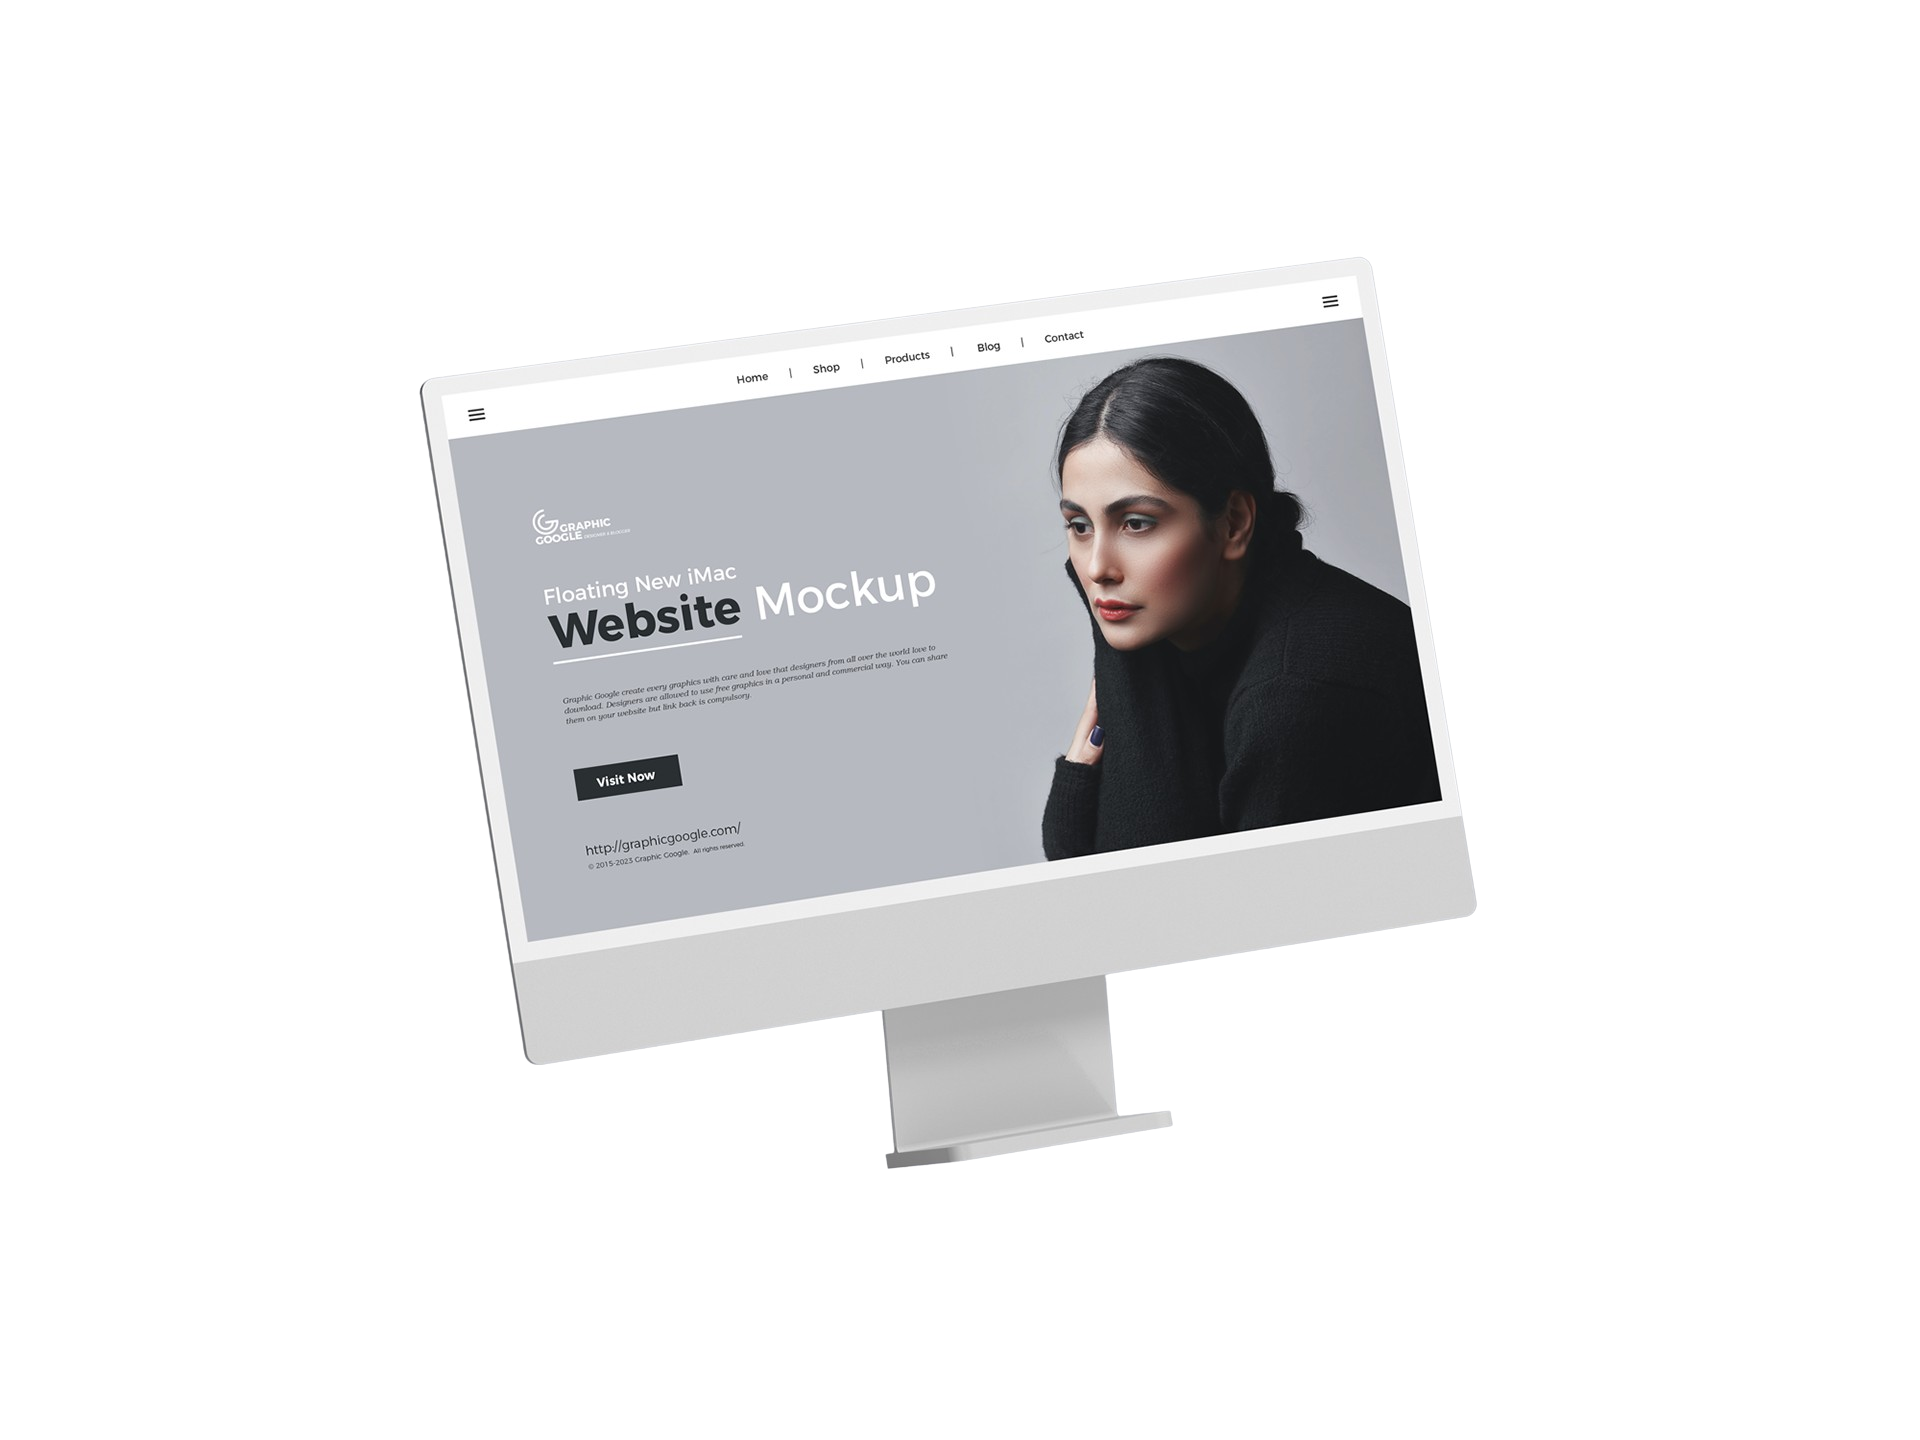 Home | Shop | Products | Blog | Contact
GRAPHIC
GOOGLE DESIGNER & BLOGGER
Floating New iMac
Website Mockup
Graphic Google create every graphics with care and love that designers from all over the world love to
download. Designers are allowed to use free graphics in a personal and commercial way. You can share
them on your website but link back is compulsory.
Visit Now
http://graphicgoogle.com/
© 2015-2023 Graphic Google. All rights reserved.